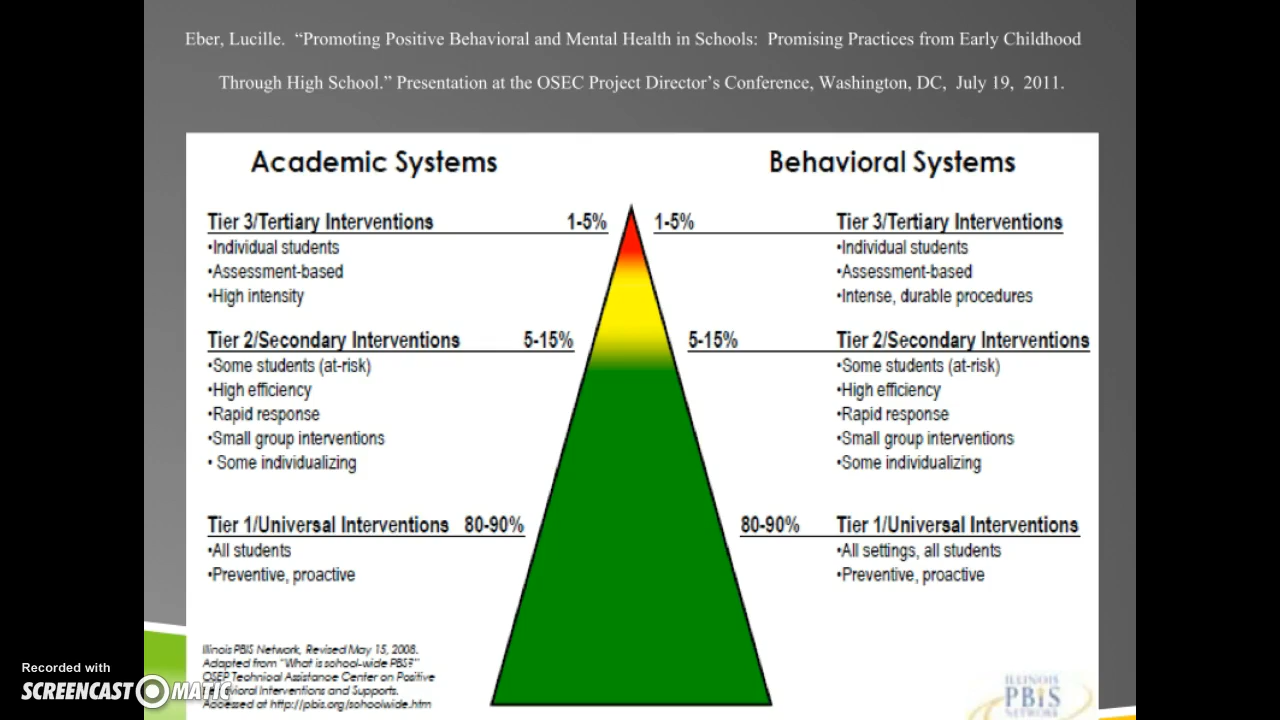 Eber, Lucille. “Promoting Positive Behavioral and Mental Health in Schools: Promising Practices from Early Childhood
Through High School.” Presentation at the OSEC Project Director’s Conference, Washington, DC, July 19, 2011.
Academic Systems
Behavioral Systems
Tier 3/Tertiary Interventions 1-5%
•Individual students
•Assessment-based
•High intensity
1-5% Tier 3/Tertiary Interventions
•Individual students
•Assessment-based
•Intense, durable procedures
Tier 2/Secondary Interventions 5-15%
•Some students (at-risk)
•High efficiency
•Rapid response
•Small group interventions
• Some individualizing
5-15% Tier 2/Secondary Interventions
•Some students (at-risk)
•High efficiency
•Rapid response
•Small group interventions
•Some individualizing
Tier 1/Universal Interventions 80-90%
•All students
•Preventive, proactive
80-90% Tier 1/Universal Interventions
•All settings, all students
•Preventive, proactive
Illinois PBIS Network, Revised May 15, 2008.
Adapted from “What is school-wide PBS?”
OSEP Technical Assistance Center on Positive
Interventions and Supports.
Accessed at http://pbis.org/schoolwide.htm
Recorded with
SCREENCAST MATIC
ILLINOIS
PBIS
NETWORK